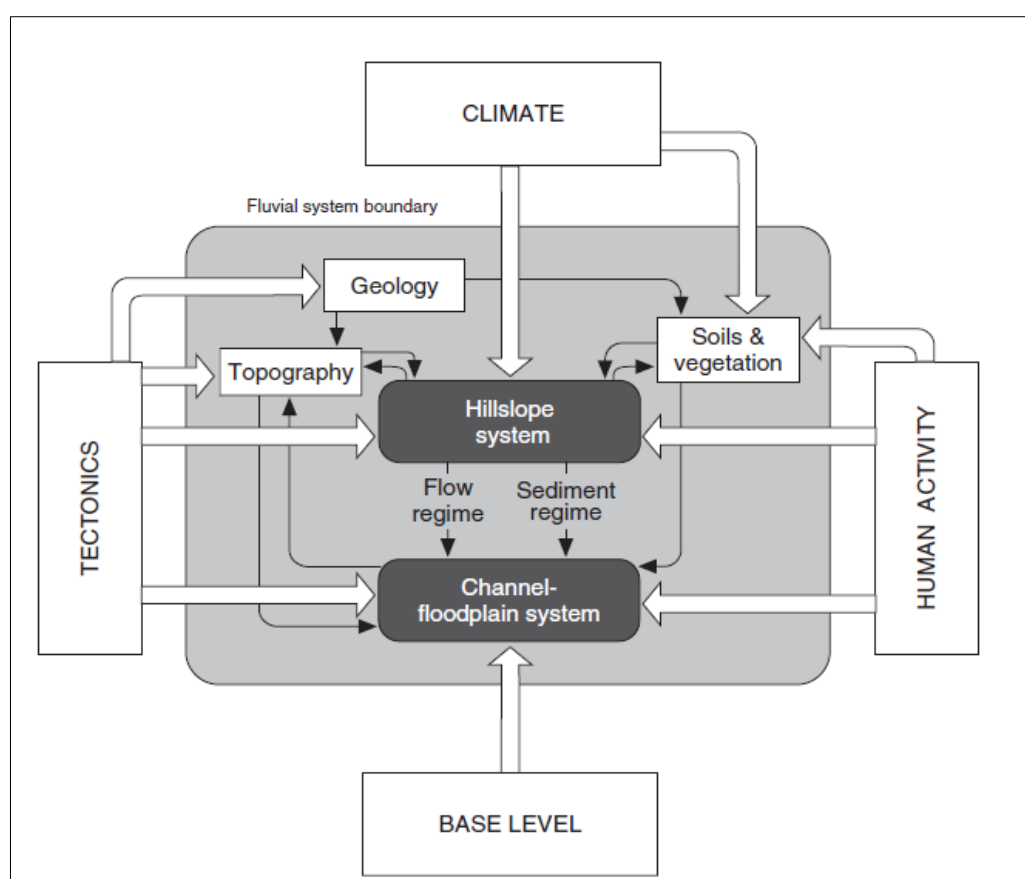 CLIMATE
Fluvial system boundary
Geology
Soils &
vegetation
Topography
Hillslope
system
TECTONICS
HUMAN ACTIVITY
Flow
regime
Sediment
regime
Channel-
floodplain system
BASE LEVEL